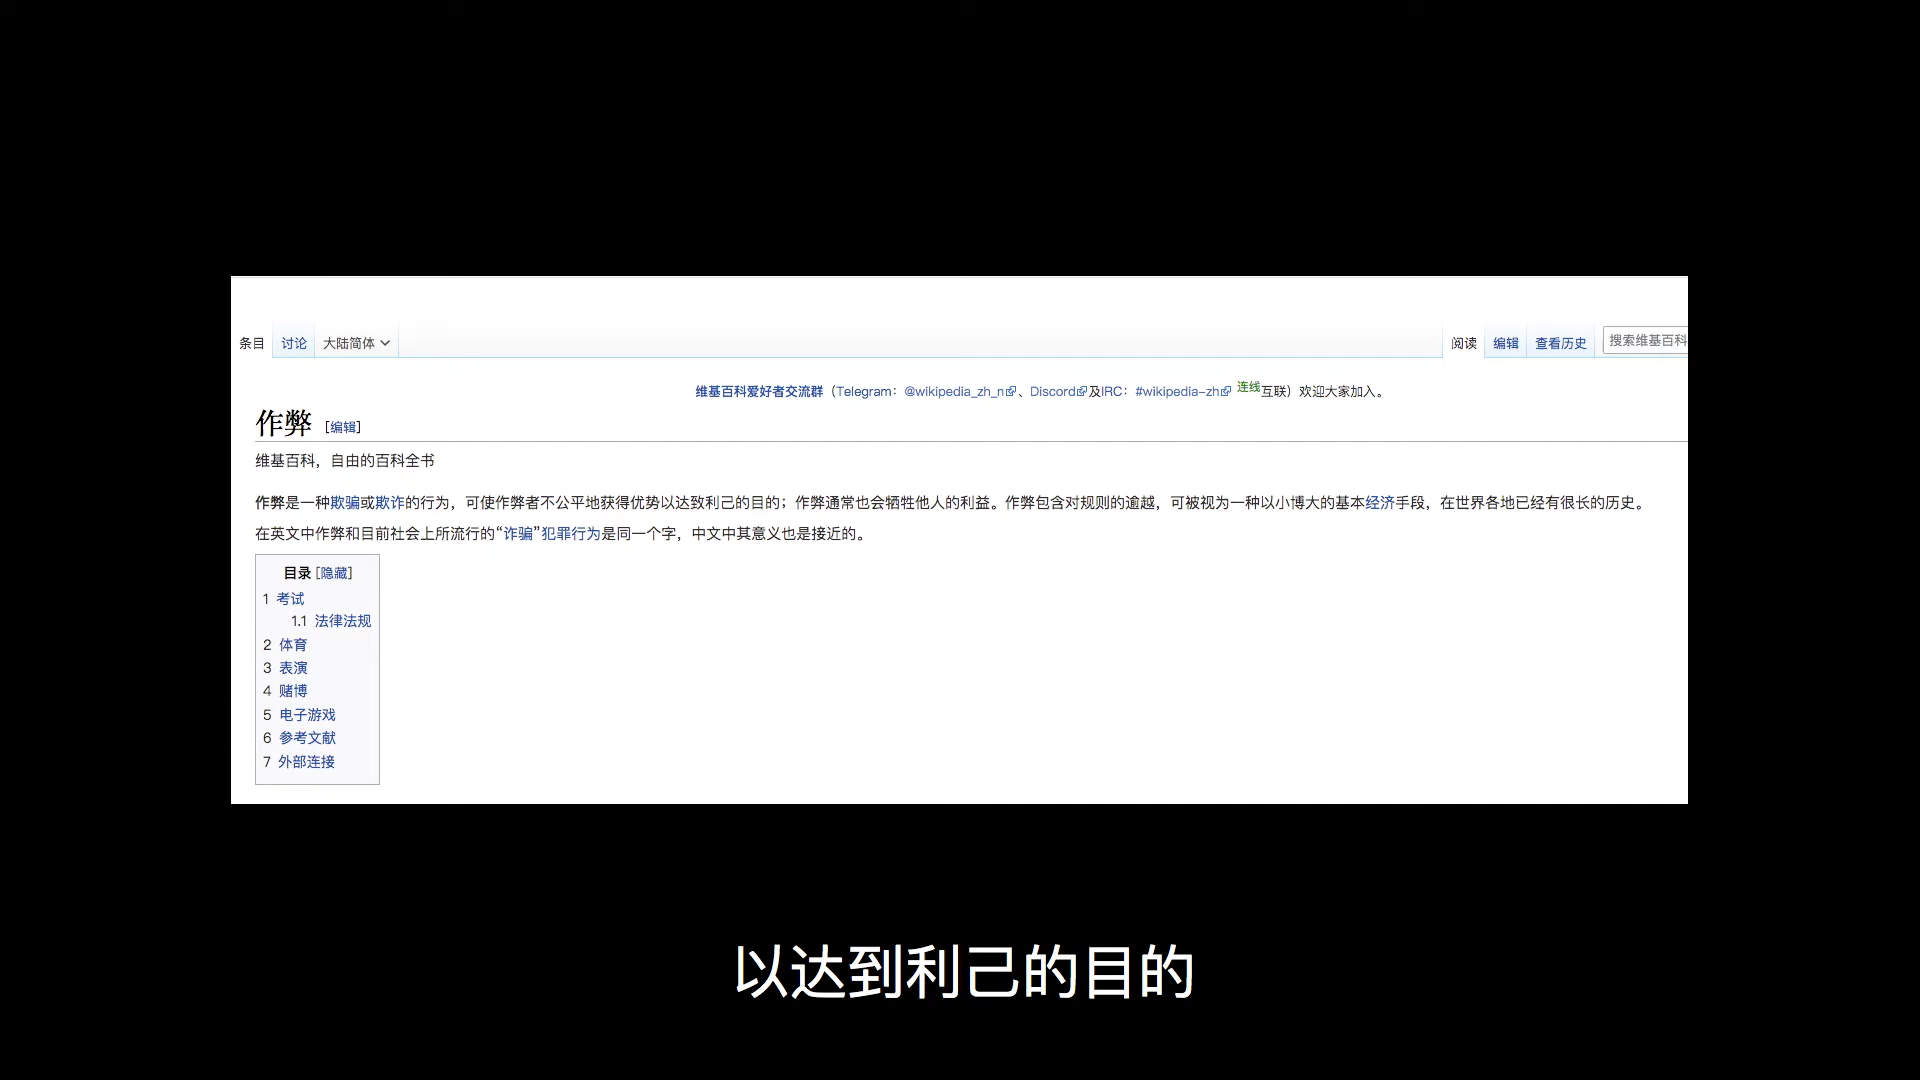 条目 讨论 大陆简体 阅读 编辑 查看历史 搜索维基百科
维基百科爱好者交流群（Telegram：@wikipedia_zh_n、Discord及IRC：#wikipedia-zh 连线互联）欢迎大家加入。
作弊 [编辑]
维基百科，自由的百科全书
作弊是一种欺骗或欺诈的行为，可使作弊者不公平地获得优势以达致利己的目的；作弊通常也会牺牲他人的利益。作弊包含对规则的逾越，可被视为一种以小博大的基本经济手段，在世界各地已经有很长的历史。
在英文中作弊和目前社会上所流行的“诈骗”犯罪行为是同一个字，中文中其意义也是接近的。
目录 [隐藏]
1 考试
1.1 法律法规
2 体育
3 表演
4 赌博
5 电子游戏
6 参考文献
7 外部连接
以达到利己的目的